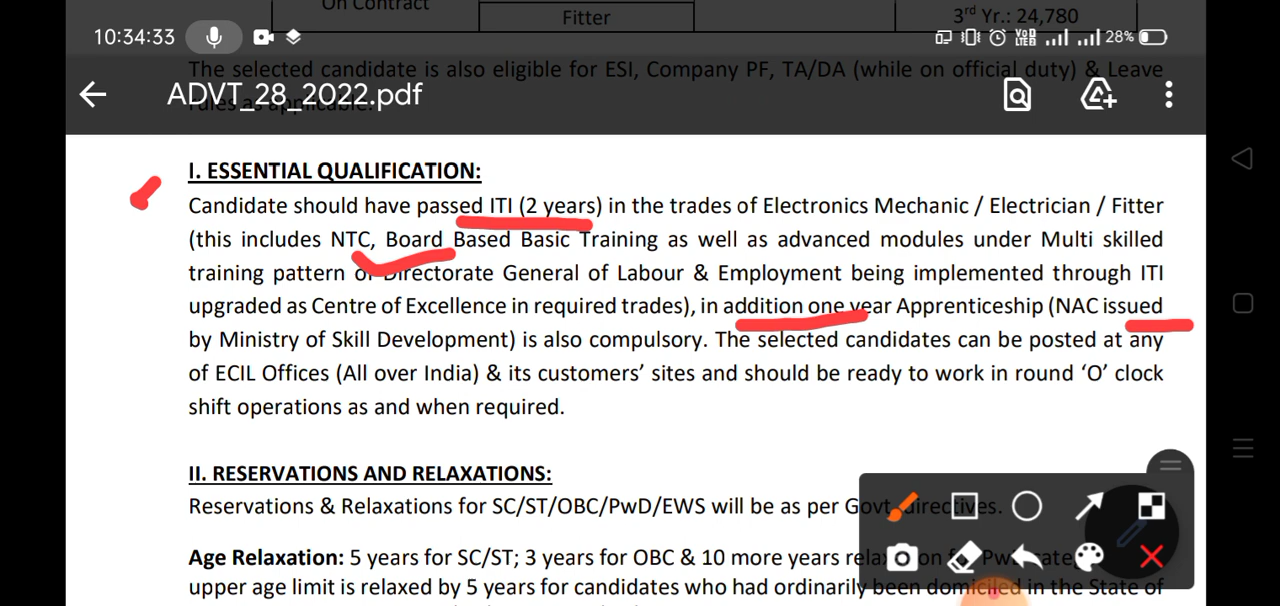 On Contract
Fitter
3rd Yr.: 24,780
10:34:33
28%
The selected candidate is also eligible for ESI, Company PF, TA/DA (while on official duty) & Leave
rules as applicable.
ADVT_28_2022.pdf
I. ESSENTIAL QUALIFICATION:
Candidate should have passed ITI (2 years) in the trades of Electronics Mechanic / Electrician / Fitter
(this includes NTC, Board Based Basic Training as well as advanced modules under Multi skilled
training pattern of Directorate General of Labour & Employment being implemented through ITI
upgraded as Centre of Excellence in required trades), in addition one year Apprenticeship (NAC issued
by Ministry of Skill Development) is also compulsory. The selected candidates can be posted at any
of ECIL Offices (All over India) & its customers’ sites and should be ready to work in round ‘O’ clock
shift operations as and when required.
II. RESERVATIONS AND RELAXATIONS:
Reservations & Relaxations for SC/ST/OBC/PwD/EWS will be as per Govt. directives.
Age Relaxation: 5 years for SC/ST; 3 years for OBC & 10 more years
upper age limit is relaxed by 5 years for candidates who had ordinarily been domiciled in the State of